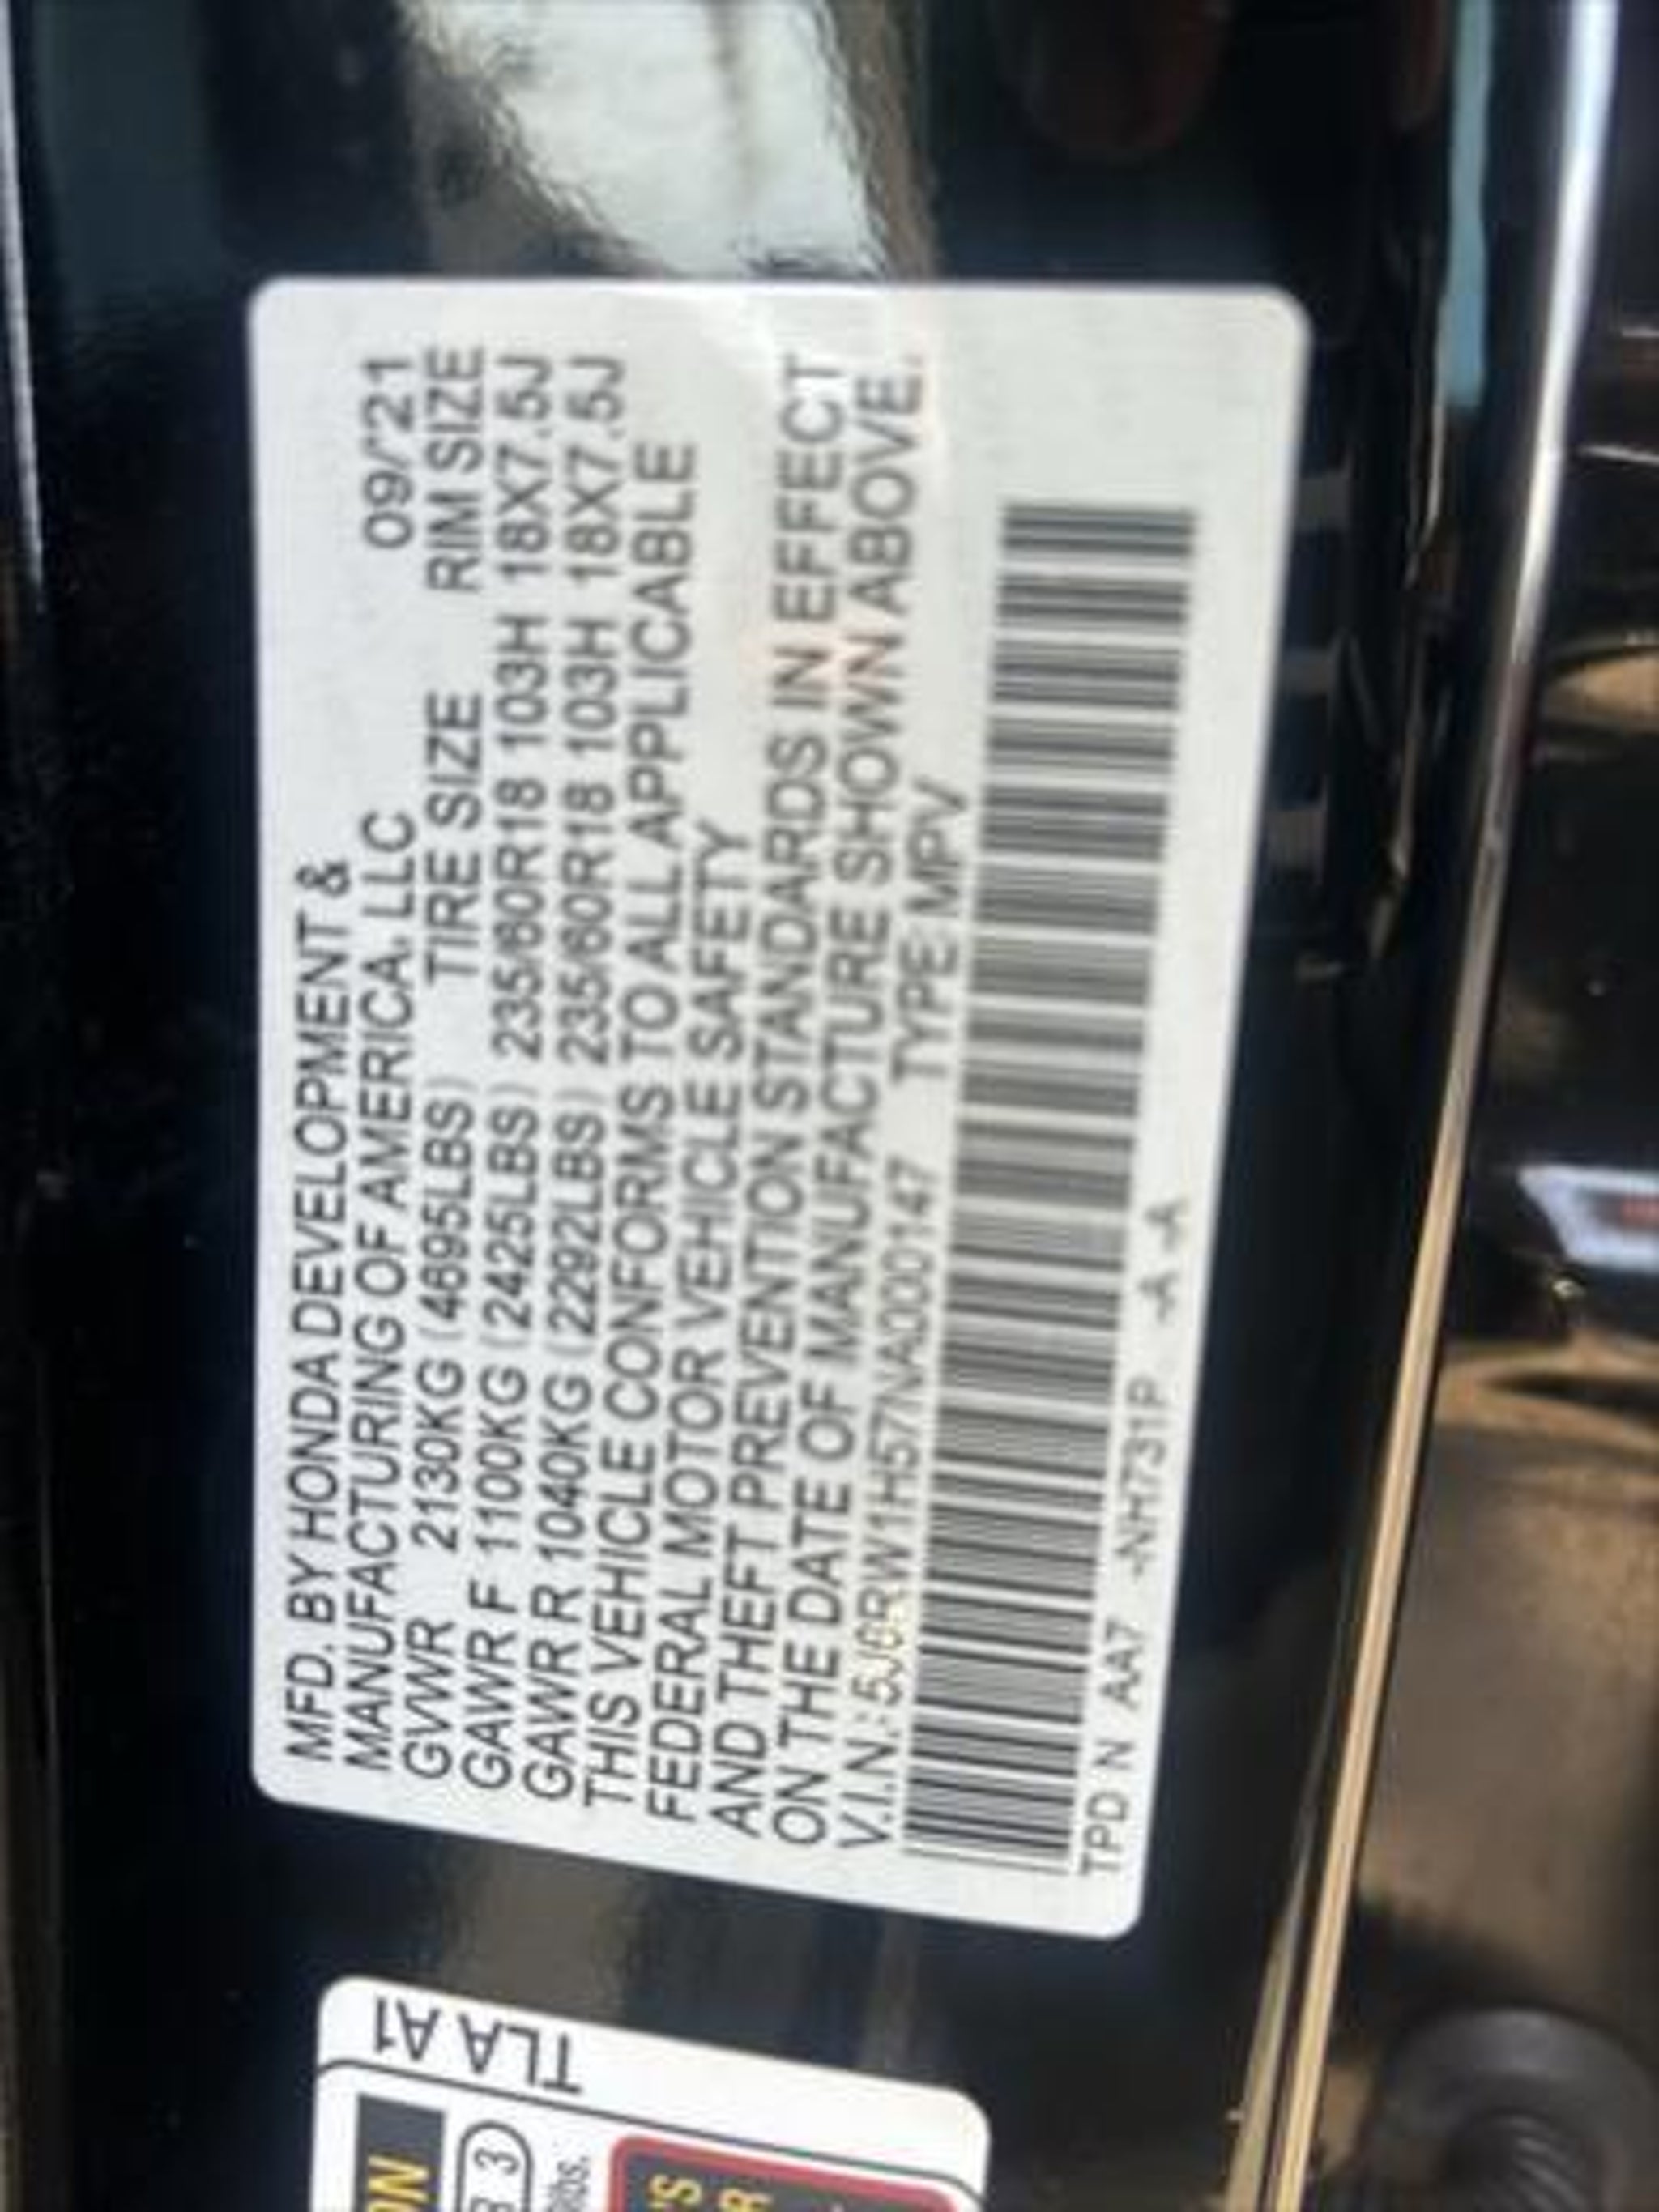 MFD. BY HONDA DEVELOPMENT &
MANUFACTURING OF AMERICA, LLC 09/'21
GVWR 2130KG (4695LBS) TIRE SIZE RIM SIZE
GAWR F 1100KG (2425LBS) 235/60R18 103H 18X7.5J
GAWR R 1040KG (2292LBS) 235/60R18 103H 18X7.5J
THIS VEHICLE CONFORMS TO ALL APPLICABLE
FEDERAL MOTOR VEHICLE SAFETY
AND THEFT PREVENTION STANDARDS IN EFFECT
ON THE DATE OF MANUFACTURE SHOWN ABOVE.
V.I.N.: 5J8RW1H57NA000147 TYPE: MPV
TPD N AA7 -NH731P -A -A
TLA A1